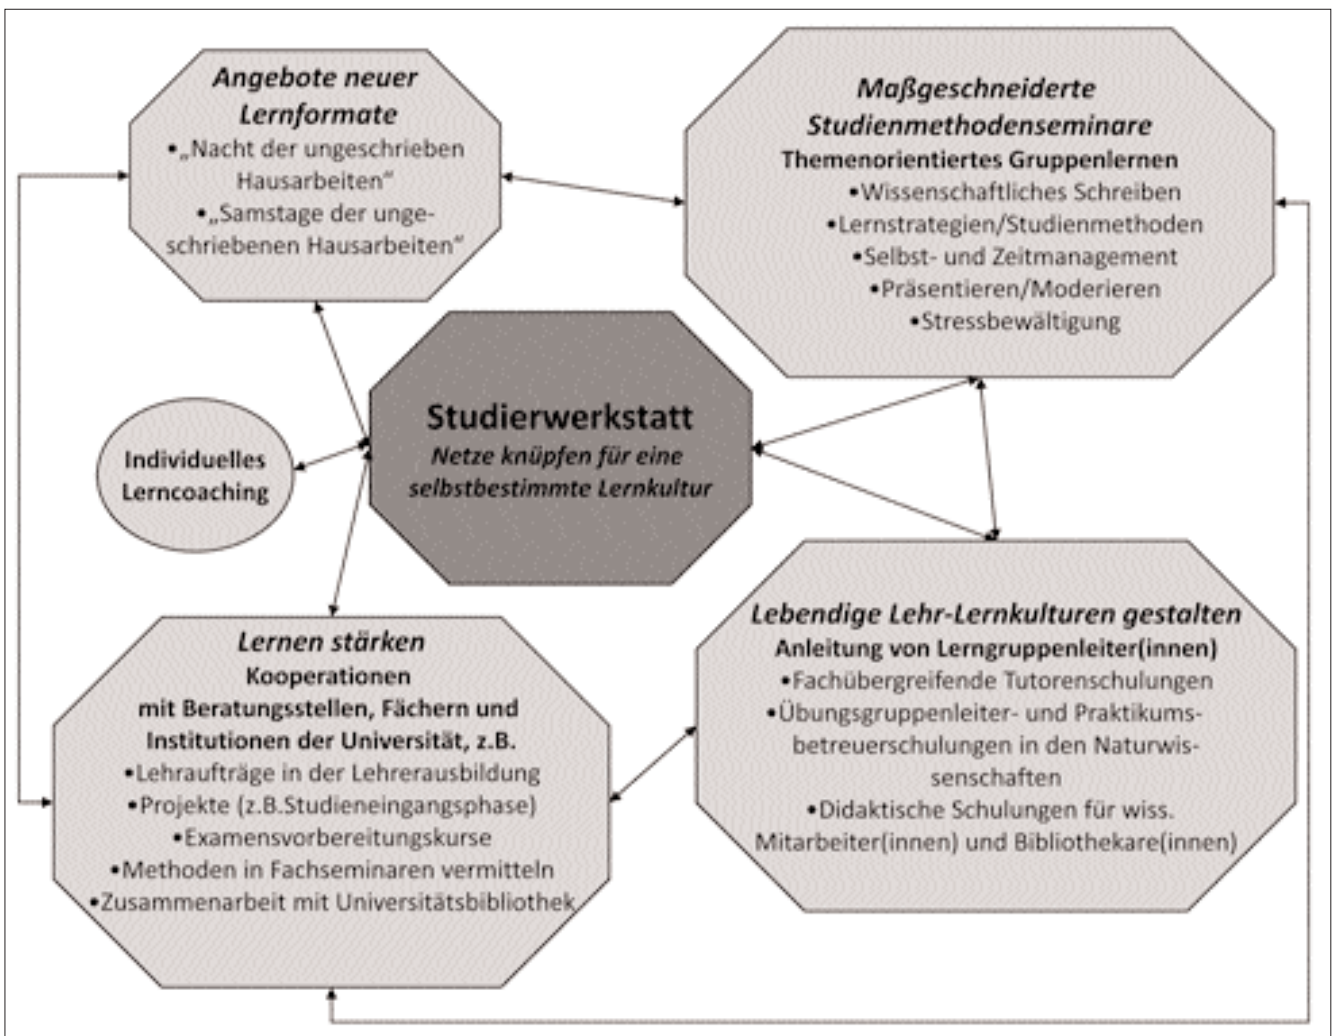 Angebote neuer
Lernformate
•„Nacht der ungeschrieben
Hausarbeiten“
•„Samstage der unge-
schriebenen Hausarbeiten“
Maßgeschneiderte
Studienmethodenseminare
Themenorientiertes Gruppenlernen
•Wissenschaftliches Schreiben
•Lernstrategien/Studienmethoden
•Selbst- und Zeitmanagement
•Präsentieren/Moderieren
•Stressbewältigung
Studierwerkstatt
Netze knüpfen für eine
selbstbestimmte Lernkultur
Individuelles
Lerncoaching
Lernen stärken
Kooperationen
mit Beratungsstellen, Fächern und
Institutionen der Universität, z.B.
•Lehraufträge in der Lehrerausbildung
•Projekte (z.B.Studieneingangsphase)
•Examensvorbereitungskurse
•Methoden in Fachseminaren vermitteln
•Zusammenarbeit mit Universitätsbibliothek
Lebendige Lehr-Lernkulturen gestalten
Anleitung von Lerngruppenleiter(innen)
•Fachübergreifende Tutorenschulungen
•Übungsgruppenleiter- und Praktikums-
betreuerschulungen in den Naturwis-
senschaften
•Didaktische Schulungen für wiss.
Mitarbeiter(innen) und Bibliothekare(innen)